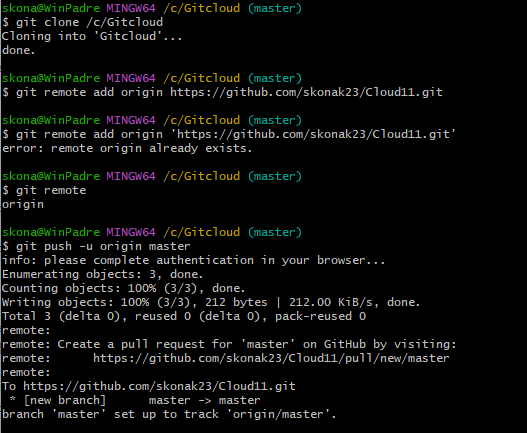 skona@WinPadre MINGW64 /c/Gitcloud (master)
$ git clone /c/Gitcloud
Cloning into 'Gitcloud'...
done.
skona@WinPadre MINGW64 /c/Gitcloud (master)
$ git remote add origin https://github.com/skonak23/Cloud11.git
skona@WinPadre MINGW64 /c/Gitcloud (master)
$ git remote add origin 'https://github.com/skonak23/Cloud11.git'
error: remote origin already exists.
skona@WinPadre MINGW64 /c/Gitcloud (master)
$ git remote
origin
skona@WinPadre MINGW64 /c/Gitcloud (master)
$ git push -u origin master
info: please complete authentication in your browser...
Enumerating objects: 3, done.
Counting objects: 100% (3/3), done.
Writing objects: 100% (3/3), 212 bytes | 212.00 KiB/s, done.
Total 3 (delta 0), reused 0 (delta 0), pack-reused 0
remote:
remote: Create a pull request for 'master' on GitHub by visiting:
remote:      https://github.com/skonak23/Cloud11/pull/new/master
remote:
To https://github.com/skonak23/Cloud11.git
 * [new branch]      master -> master
branch 'master' set up to track 'origin/master'.